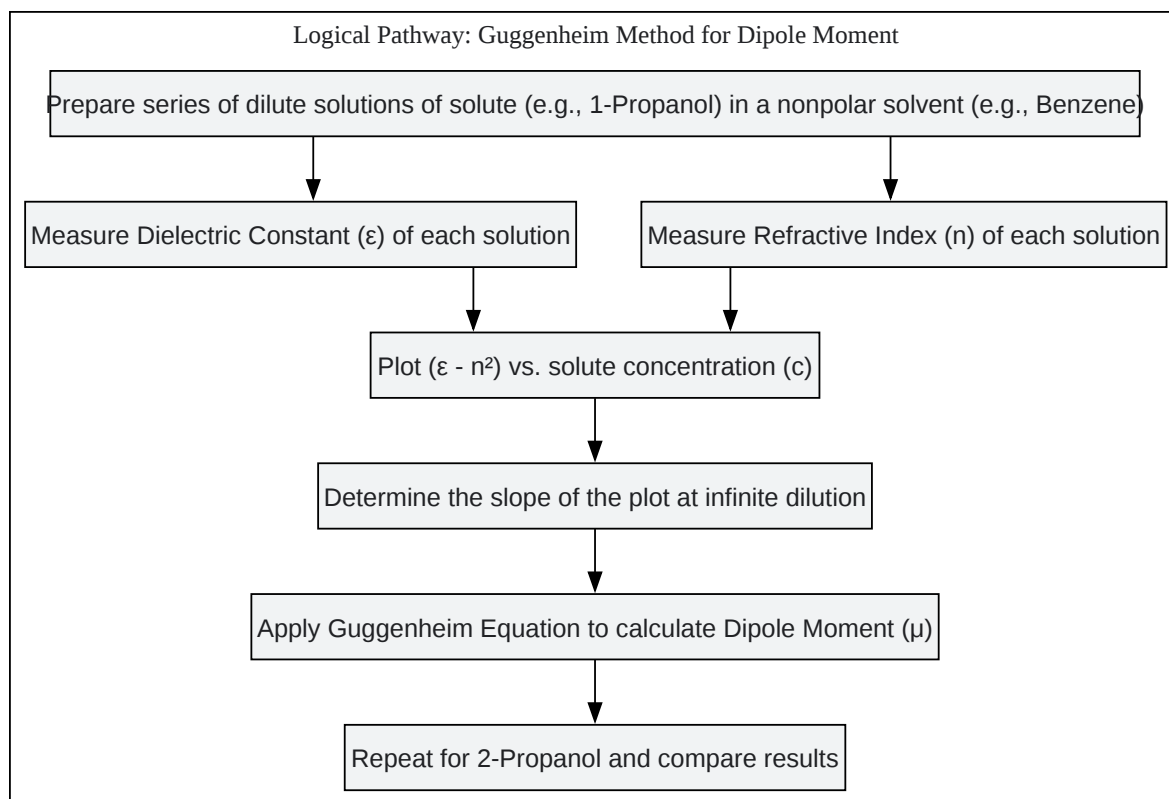 Logical Pathway: Guggenheim Method for Dipole Moment
Prepare series of dilute solutions of solute (e.g., 1-Propanol) in a nonpolar solvent (e.g., Benzene)
Measure Dielectric Constant (ε) of each solution
Measure Refractive Index (n) of each solution
Plot (ε - n²) vs. solute concentration (c)
Determine the slope of the plot at infinite dilution
Apply Guggenheim Equation to calculate Dipole Moment (μ)
Repeat for 2-Propanol and compare results